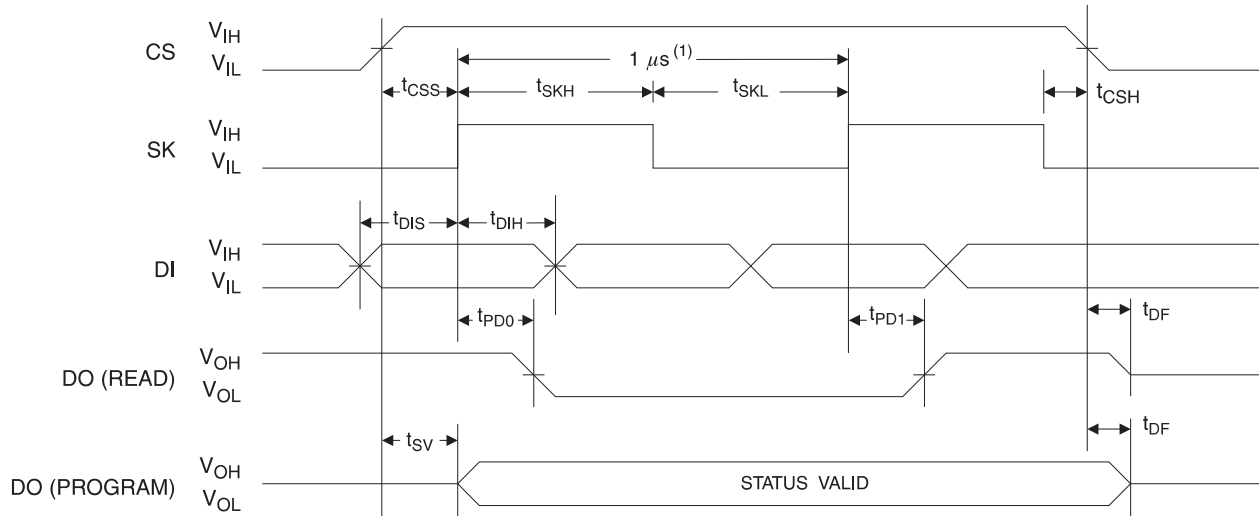 CS
V_IH
V_IL
1 µs (1)
t_CSS
t_SKH
t_SKL
t_CSH
SK
V_IH
V_IL
t_DIS
t_DIH
DI
V_IH
V_IL
t_PD0
t_PD1
t_DF
DO (READ)
V_OH
V_OL
t_SV
t_DF
DO (PROGRAM)
V_OH
V_OL
STATUS VALID